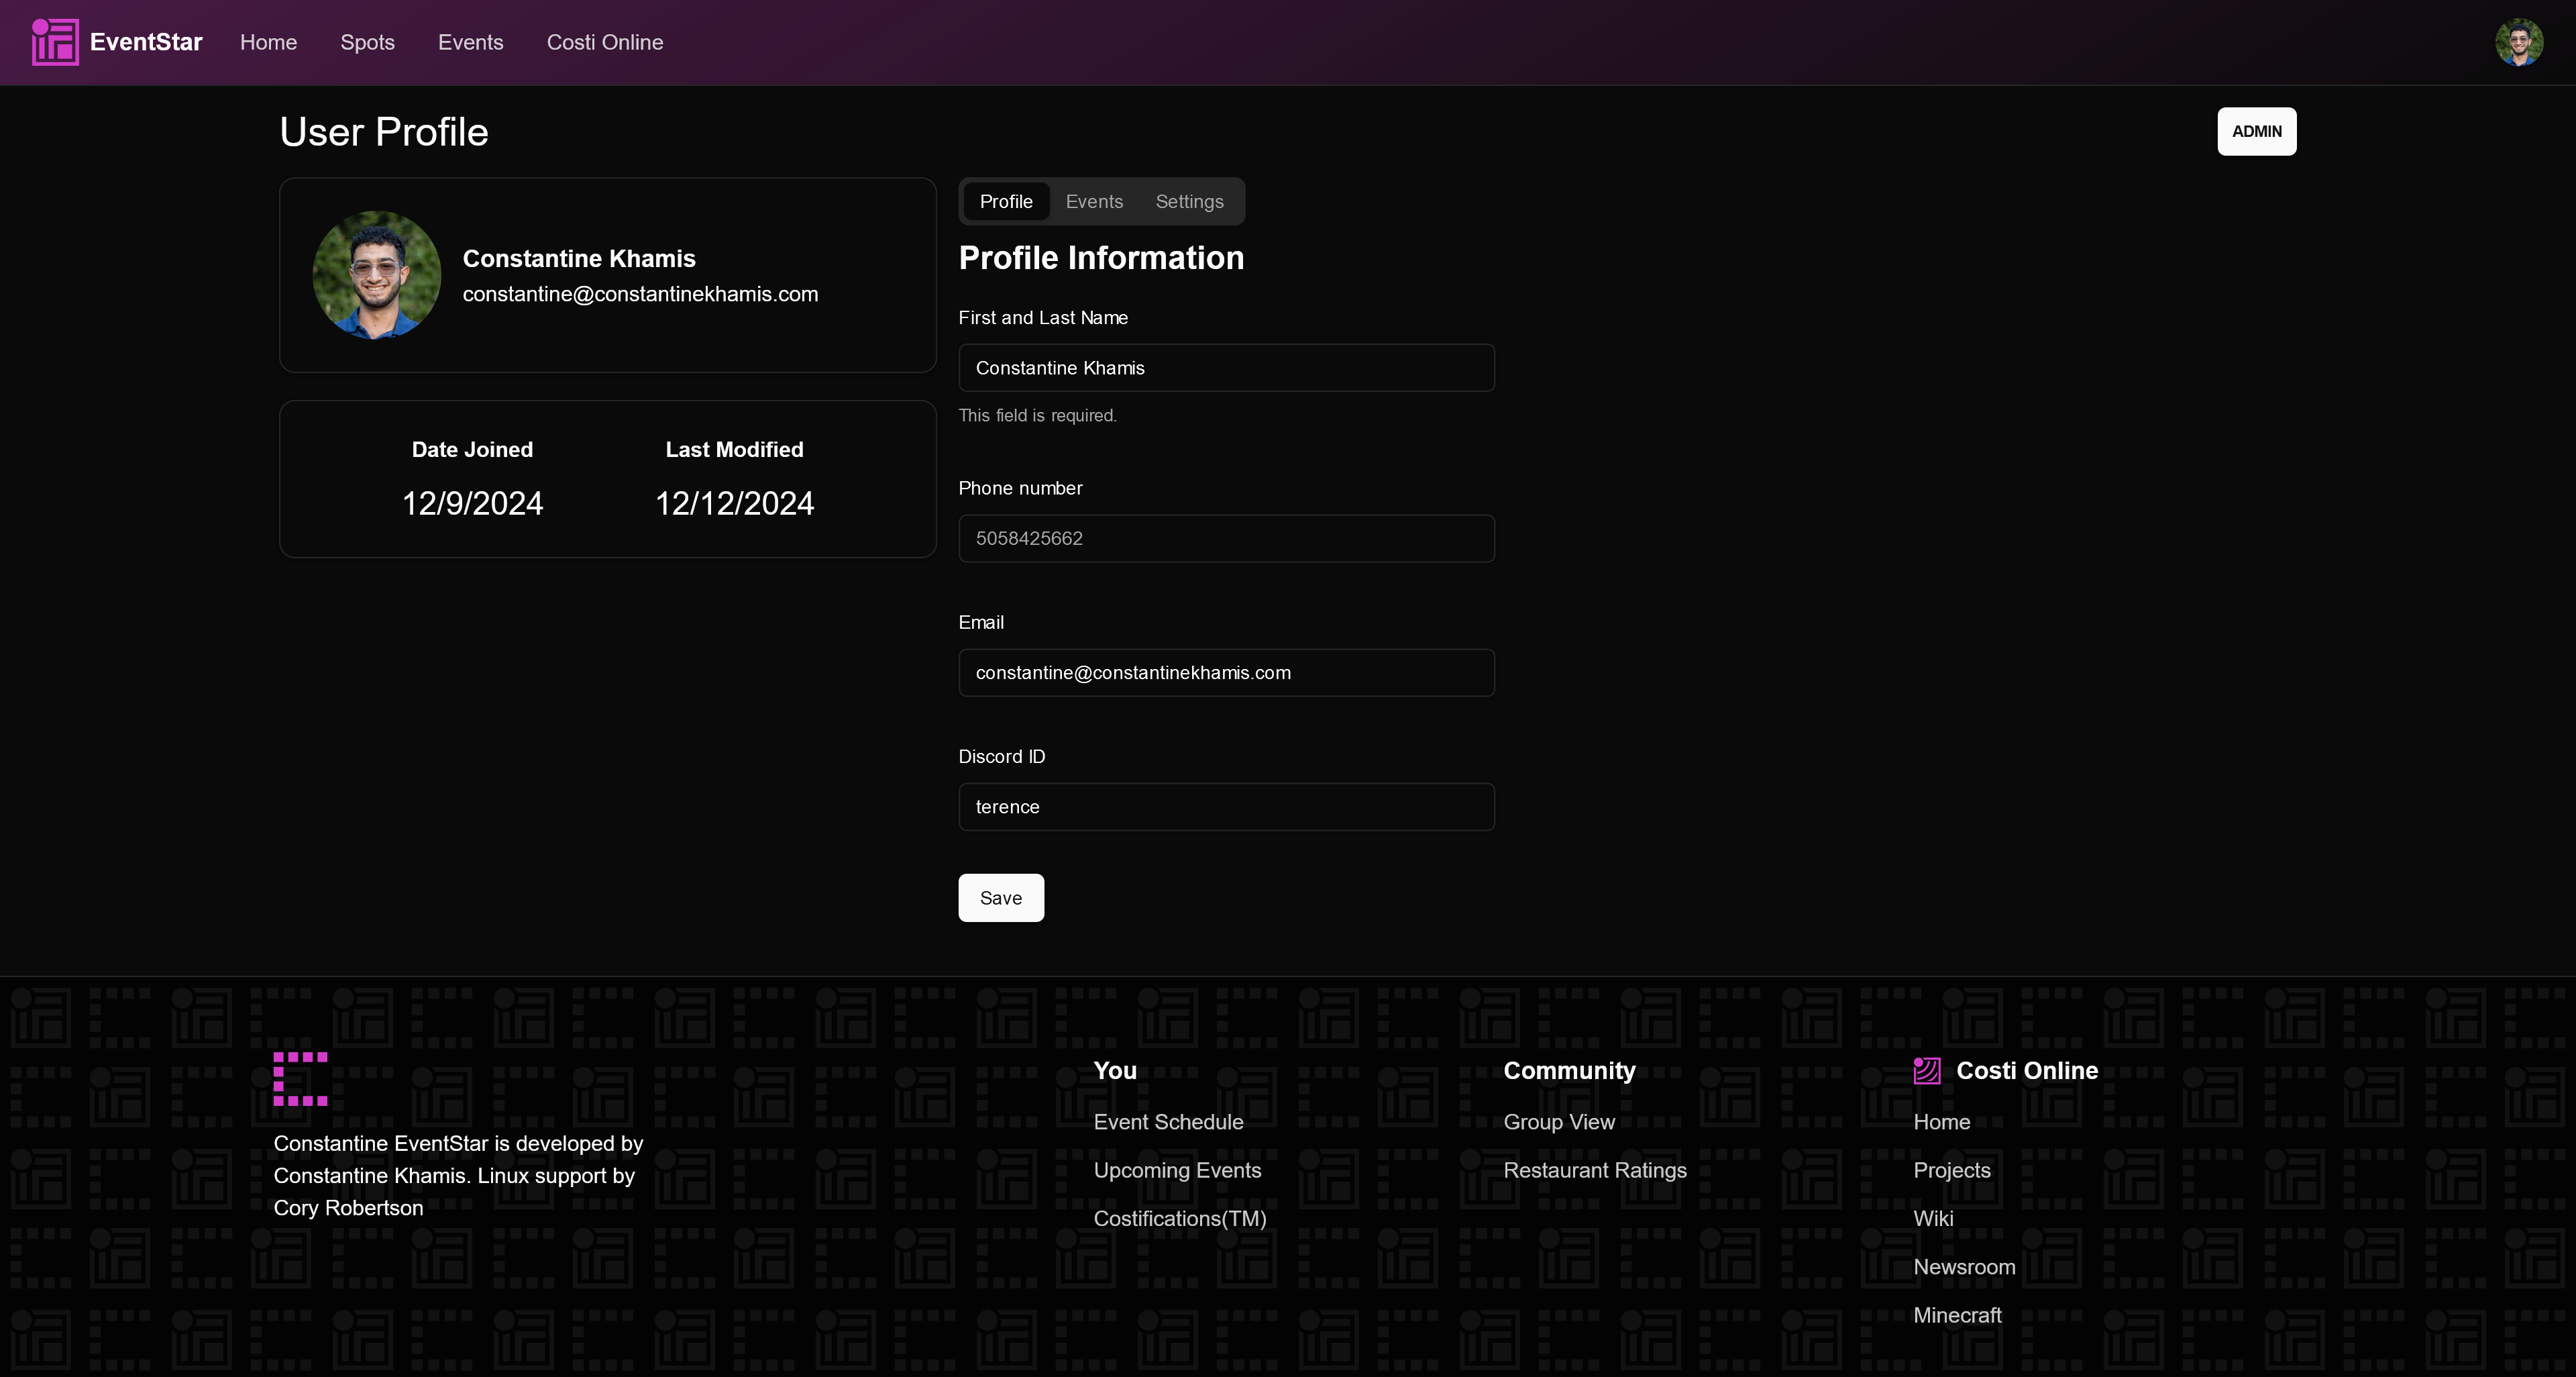 EventStar
Home
Spots
Events
Costi Online
User Profile
ADMIN
Constantine Khamis
constantine@constantinekhamis.com
Date Joined
Last Modified
12/9/2024
12/12/2024
Profile
Events
Settings
Profile Information
First and Last Name
Constantine Khamis
This field is required.
Phone number
5058425662
Email
constantine@constantinekhamis.com
Discord ID
terence
Save
Constantine EventStar is developed by
Constantine Khamis. Linux support by
Cory Robertson
You
Event Schedule
Upcoming Events
Costifications(TM)
Community
Group View
Restaurant Ratings
Costi Online
Home
Projects
Wiki
Newsroom
Minecraft